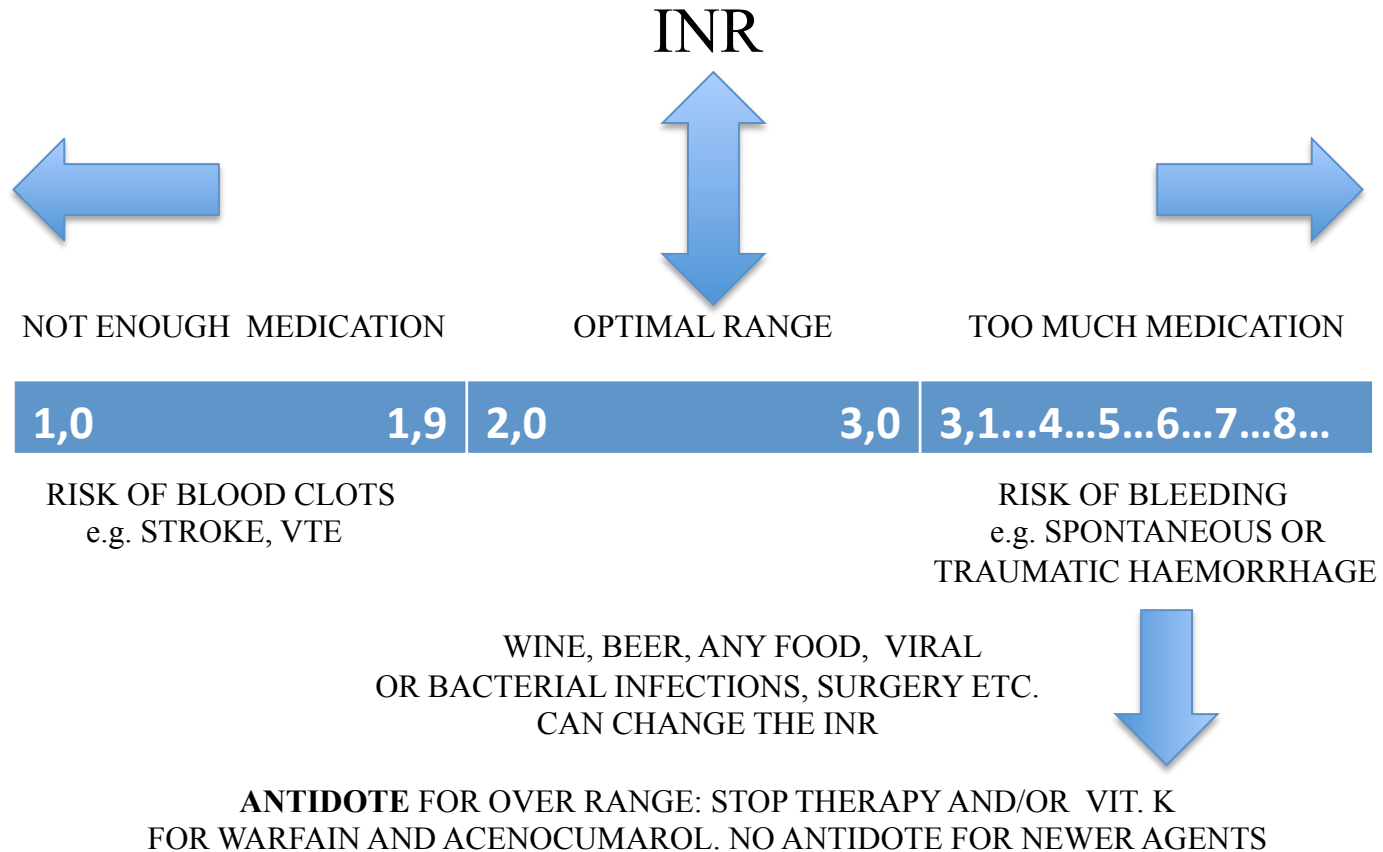 INR
NOT ENOUGH MEDICATION
OPTIMAL RANGE
TOO MUCH MEDICATION
1,0 1,9 2,0 3,0 3,1...4...5...6...7...8...
RISK OF BLOOD CLOTS
e.g. STROKE, VTE
RISK OF BLEEDING
e.g. SPONTANEOUS OR
TRAUMATIC HAEMORRHAGE
WINE, BEER, ANY FOOD, VIRAL
OR BACTERIAL INFECTIONS, SURGERY ETC.
CAN CHANGE THE INR
ANTIDOTE FOR OVER RANGE: STOP THERAPY AND/OR VIT. K
FOR WARFAIN AND ACENOCUMAROL. NO ANTIDOTE FOR NEWER AGENTS